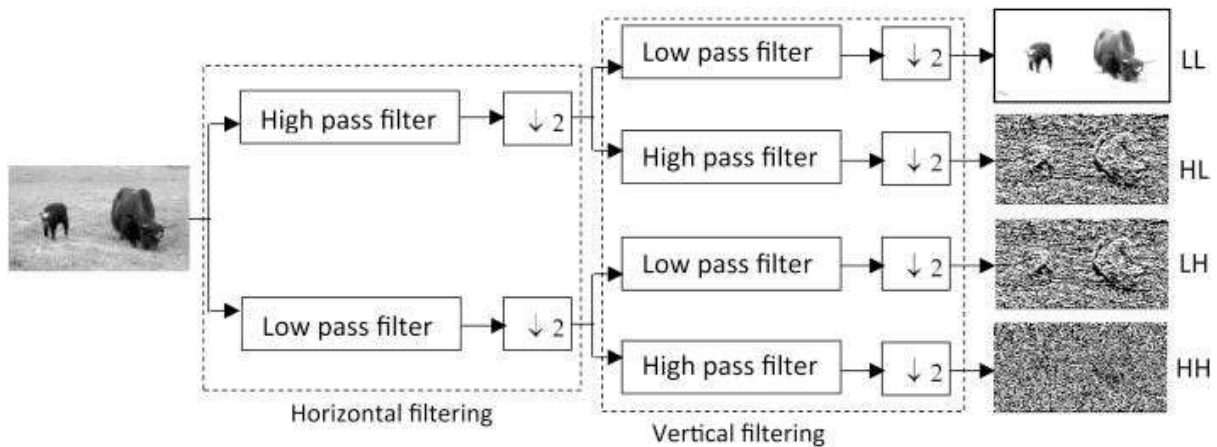 Low pass filter
↓ 2
LL
High pass filter
↓ 2
High pass filter
↓ 2
HL
Low pass filter
↓ 2
LH
Low pass filter
↓ 2
High pass filter
↓ 2
HH
Horizontal filtering
Vertical filtering